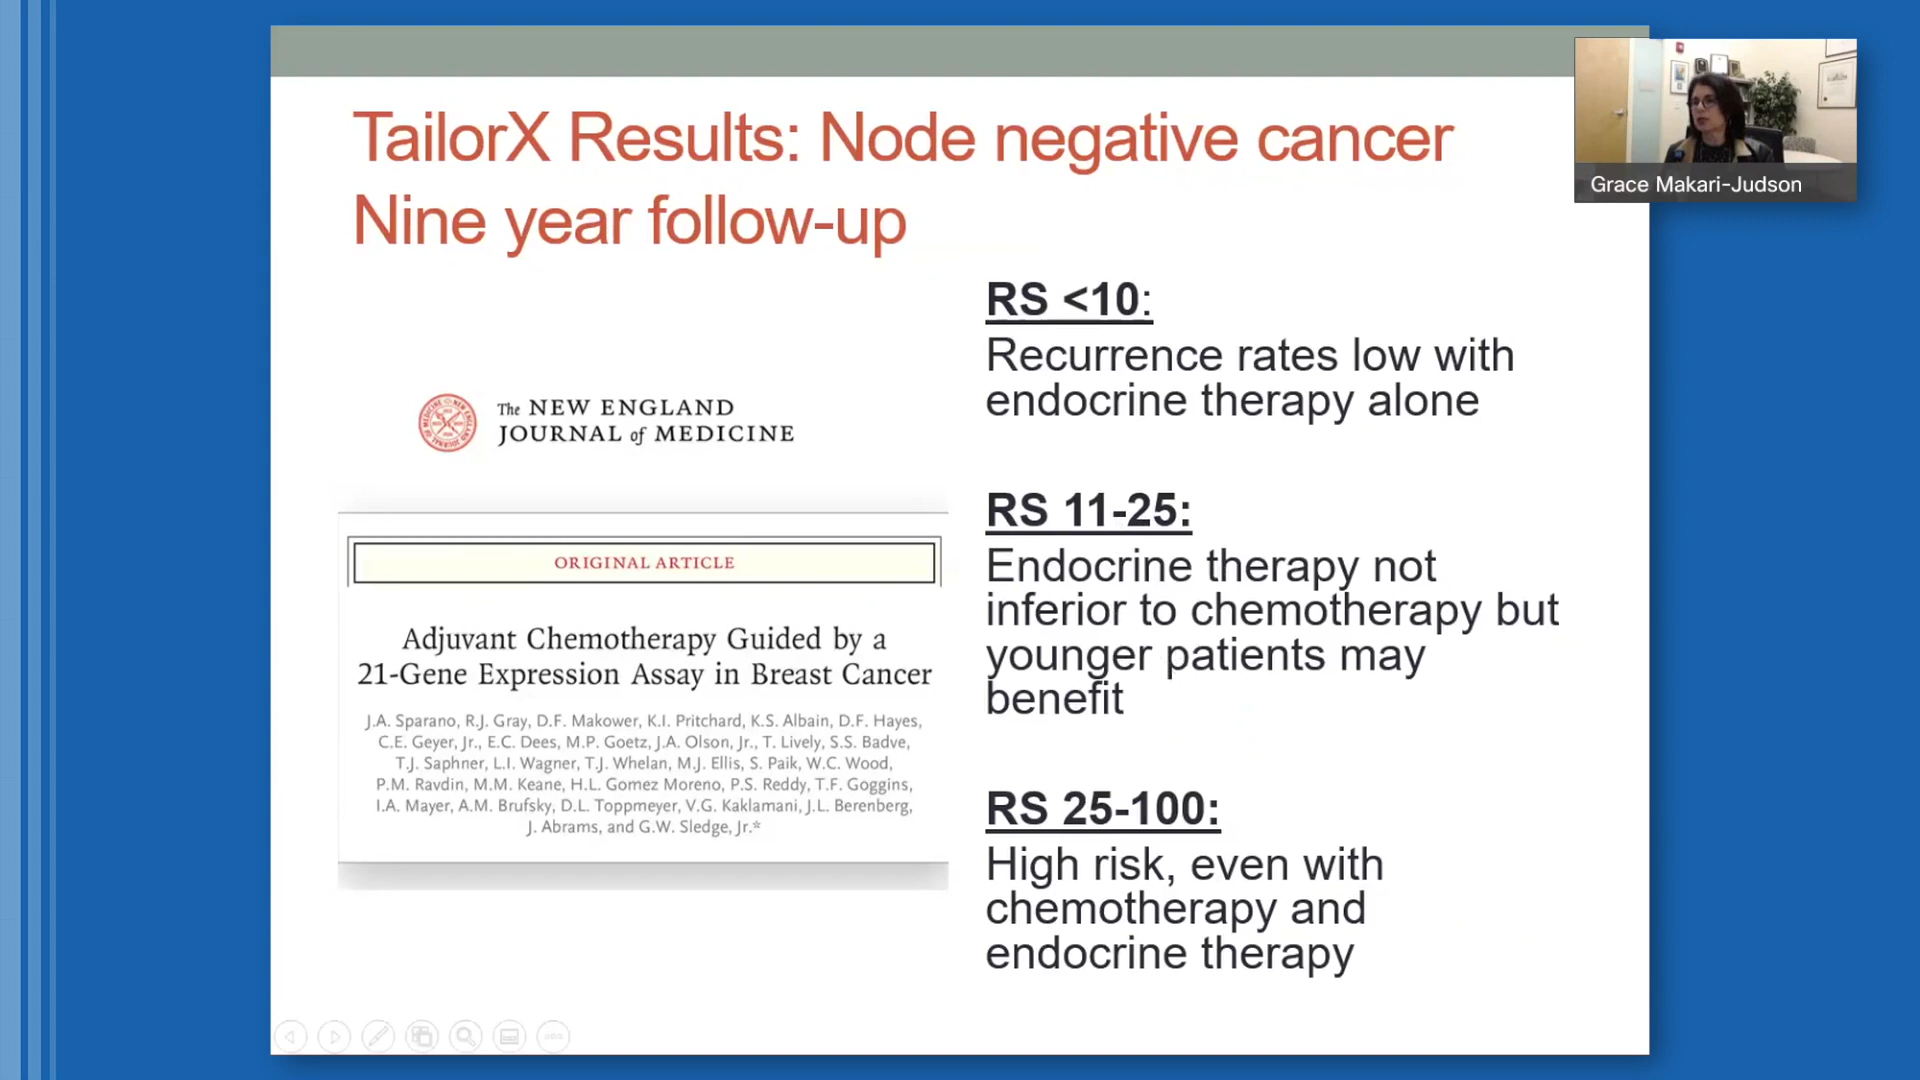 TailorX Results: Node negative cancer
Nine year follow-up
Grace Makari-Judson
The NEW ENGLAND
JOURNAL of MEDICINE
ORIGINAL ARTICLE
Adjuvant Chemotherapy Guided by a
21-Gene Expression Assay in Breast Cancer
J.A. Sparano, R.J. Gray, D.F. Makower, K.I. Pritchard, K.S. Albain, D.F. Hayes,
C.E. Geyer, Jr., E.C. Dees, M.P. Goetz, J.A. Olson, Jr., T. Lively, S.S. Badve,
T.J. Saphner, L.I. Wagner, T.J. Whelan, M.J. Ellis, S. Paik, W.C. Wood,
P.M. Ravdin, M.M. Keane, H.L. Gomez Moreno, P.S. Reddy, T.F. Goggins,
I.A. Mayer, A.M. Brufsky, D.L. Toppmeyer, V.G. Kaklamani, J.L. Berenberg,
J. Abrams, and G.W. Sledge, Jr.*
RS <10:
Recurrence rates low with
endocrine therapy alone
RS 11-25:
Endocrine therapy not
inferior to chemotherapy but
younger patients may
benefit
RS 25-100:
High risk, even with
chemotherapy and
endocrine therapy